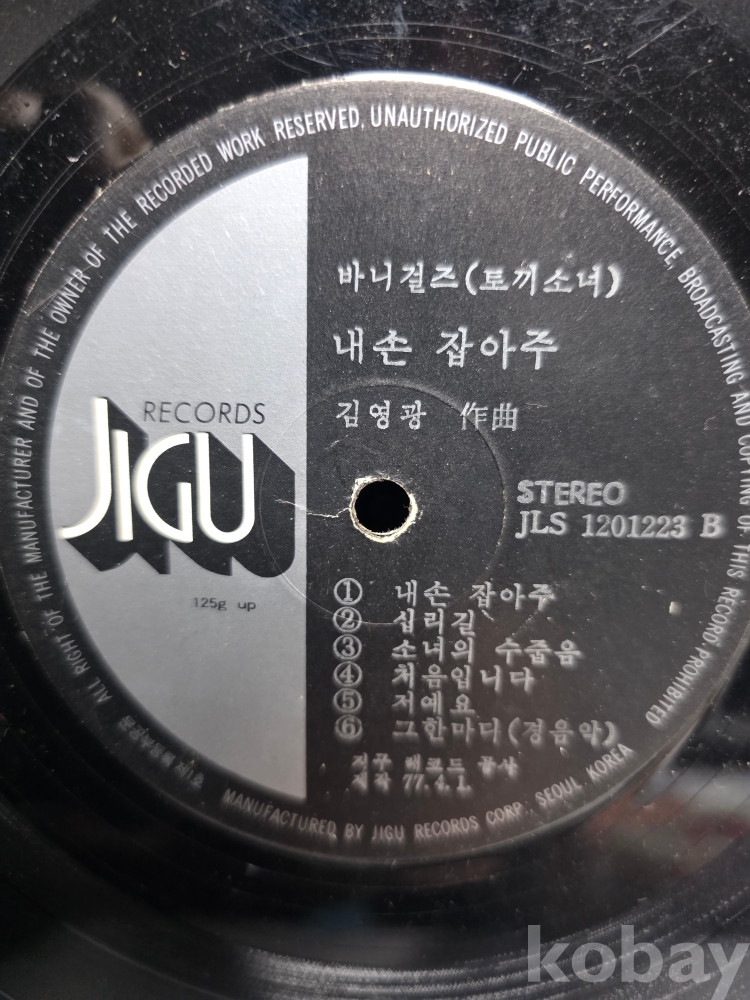 ALL RIGHT OF THE MANUFACTURER AND OF THE OWNER OF THE RECORDED WORK RESERVED, UNAUTHORIZED PUBLIC PERFORMANCE, BROADCASTING AND COPYING OF THIS RECORD PROHIBITED
바니걸즈(토끼소녀)
내손 잡아주
김영광 作曲
RECORDS
JIGU
STEREO
JLS 1201223 B
125g up
① 내손 잡아주
② 십리길
③ 소녀의 수줍음
④ 처음입니다
⑤ 저예요
⑥ 그한마디(경음악)
지구 레코드 공사
제작 77.4.1.
MANUFACTURED BY JIGU RECORDS CORP. SEOUL KOREA
kobay